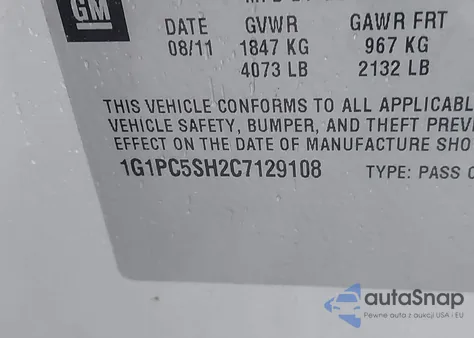 GM
DATE GVWR GAWR FRT
08/11 1847 KG 967 KG
4073 LB 2132 LB
THIS VEHICLE CONFORMS TO ALL APPLICABL
VEHICLE SAFETY, BUMPER, AND THEFT PREV
EFFECT ON THE DATE OF MANUFACTURE SHO
1G1PC5SH2C7129108 TYPE: PASS C
autoSnap
Pewne auto z aukcji USA i EU